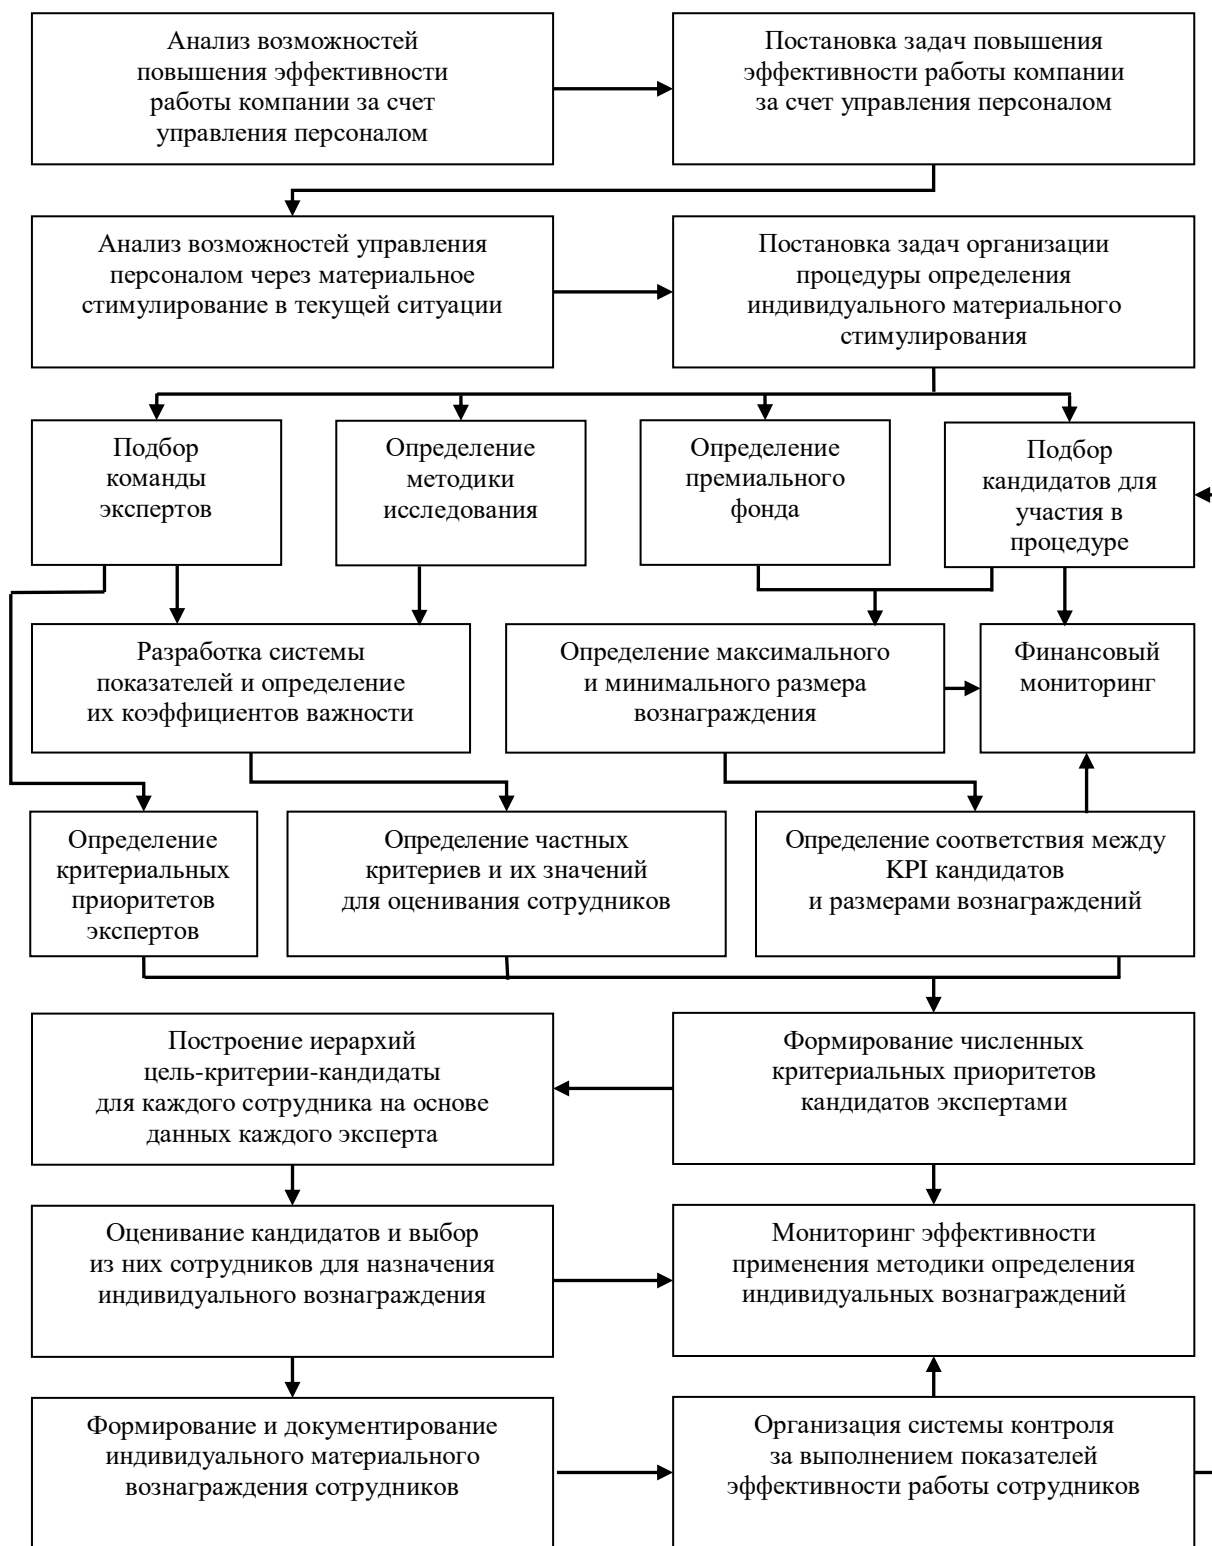 Анализ возможностей
повышения эффективности
работы компании за счет
управления персоналом
Постановка задач повышения
эффективности работы компании
за счет управления персоналом
Анализ возможностей управления
персоналом через материальное
стимулирование в текущей ситуации
Постановка задач организации
процедуры определения
индивидуального материального
стимулирования
Подбор
команды
экспертов
Определение
методики
исследования
Определение
премиального
фонда
Подбор
кандидатов для
участия в
процедуре
Разработка системы
показателей и определение
их коэффициентов важности
Определение максимального
и минимального размера
вознаграждения
Финансовый
мониторинг
Определение
критериальных
приоритетов
экспертов
Определение частных
критериев и их значений
для оценивания сотрудников
Определение соответствия между
KPI кандидатов
и размерами вознаграждений
Построение иерархий
цель-критерии-кандидаты
для каждого сотрудника на основе
данных каждого эксперта
Формирование численных
критериальных приоритетов
кандидатов экспертами
Оценивание кандидатов и выбор
из них сотрудников для назначения
индивидуального вознаграждения
Мониторинг эффективности
применения методики определения
индивидуальных вознаграждений
Формирование и документирование
индивидуального материального
вознаграждения сотрудников
Организация системы контроля
за выполнением показателей
эффективности работы сотрудников